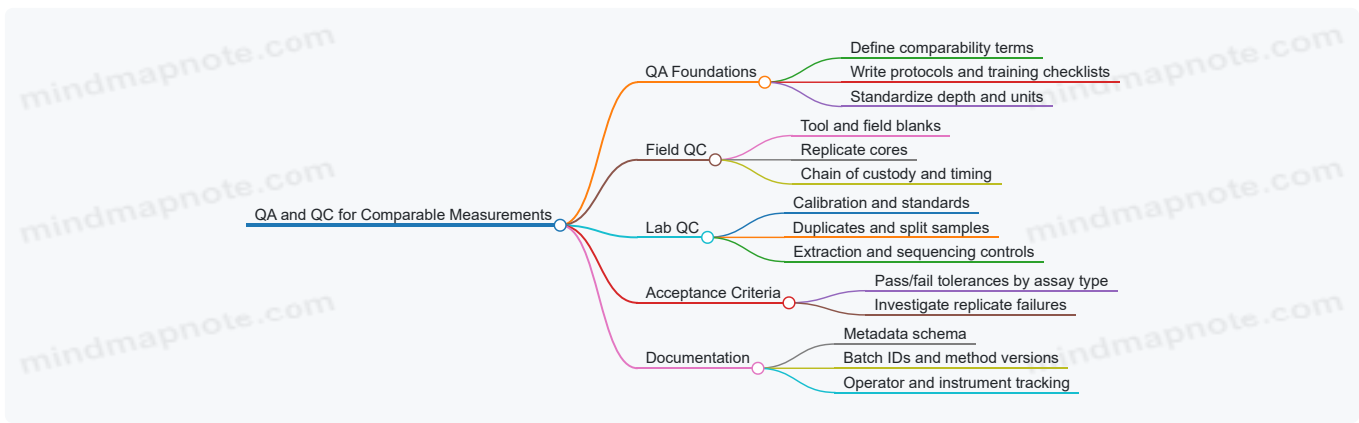 QA and QC for Comparable Measurements
QA Foundations
Define comparability terms
Write protocols and training checklists
Standardize depth and units
Field QC
Tool and field blanks
Replicate cores
Chain of custody and timing
Lab QC
Calibration and standards
Duplicates and split samples
Extraction and sequencing controls
Acceptance Criteria
Pass/fail tolerances by assay type
Investigate replicate failures
Documentation
Metadata schema
Batch IDs and method versions
Operator and instrument tracking
mindmapnote.com
mindmapnote.com
mindmapnote.com
mindmapnote.com
mindmapnote.com
mindmapnote.com